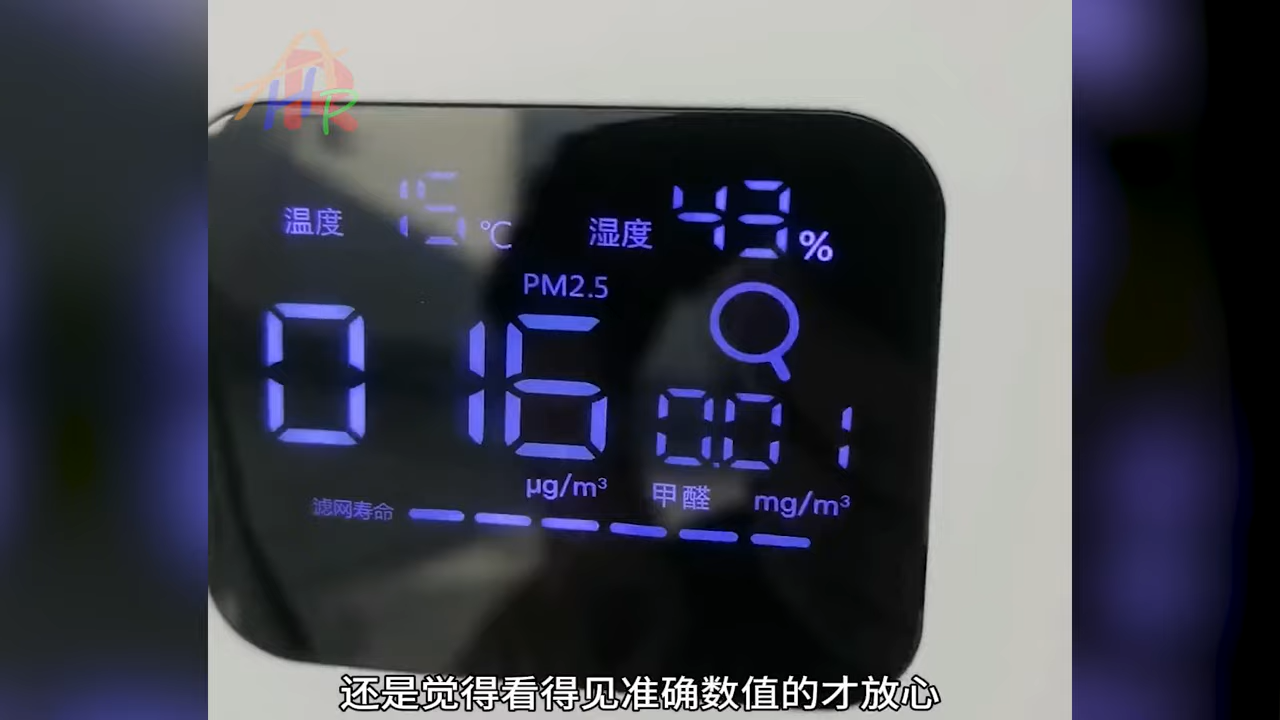 AHRP
温度 15 ℃ 湿度 43 %
PM2.5
016
0.01
µg/m³ 甲醛 mg/m³
滤网寿命
还是觉得看得见准确数值的才放心